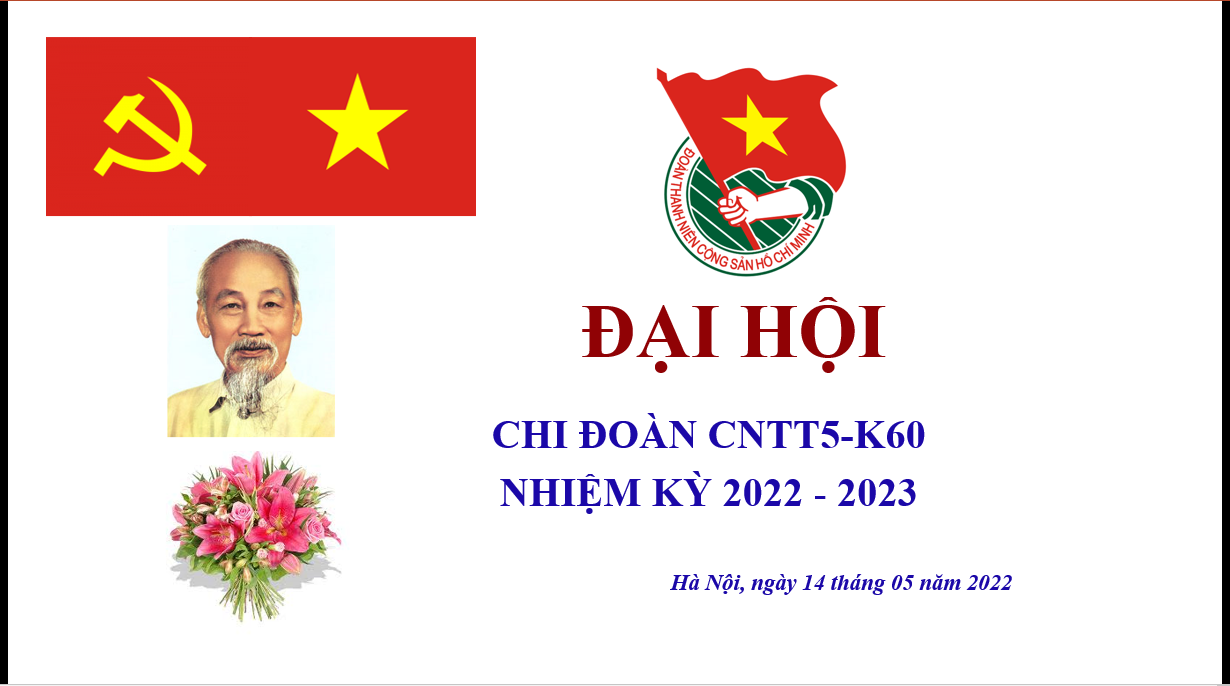 ĐOÀN THANH NIÊN CỘNG SẢN HỒ CHÍ MINH
ĐẠI HỘI
CHI ĐOÀN CNTT5-K60
NHIỆM KỲ 2022 - 2023
Hà Nội, ngày 14 tháng 05 năm 2022